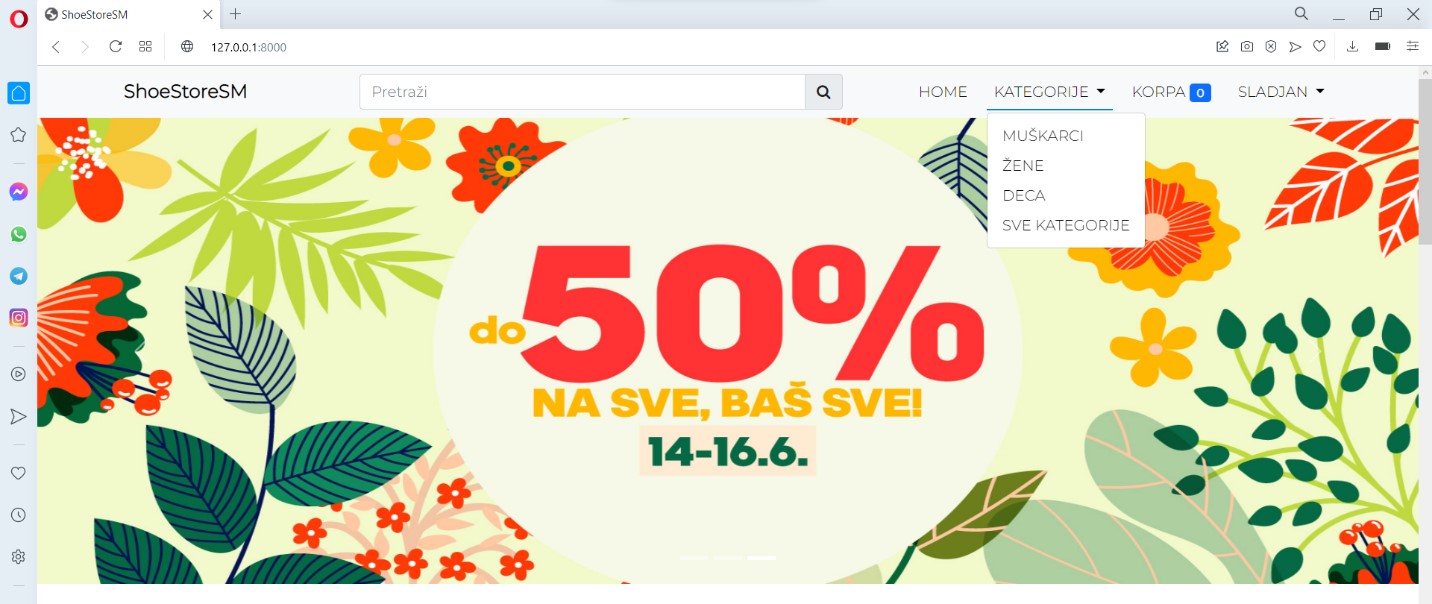 ShoeStoreSM
127.0.0.1:8000
ShoeStoreSM
Pretraži
HOME
KATEGORIJE
KORPA 0
SLADJAN
MUŠKARCI
ŽENE
DECA
SVE KATEGORIJE
do 50%
NA SVE, BAŠ SVE!
14-16.6.